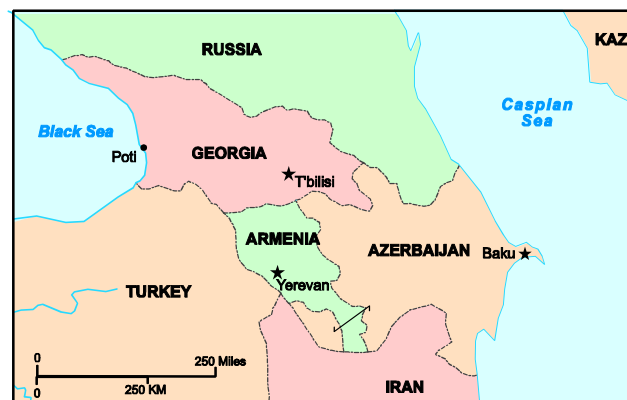 RUSSIA
KAZ
Caspian
Sea
Black Sea
Poti
GEORGIA
T'bilisi
ARMENIA
AZERBAIJAN
Baku
Yerevan
TURKEY
0
250 Miles
0
250 KM
IRAN